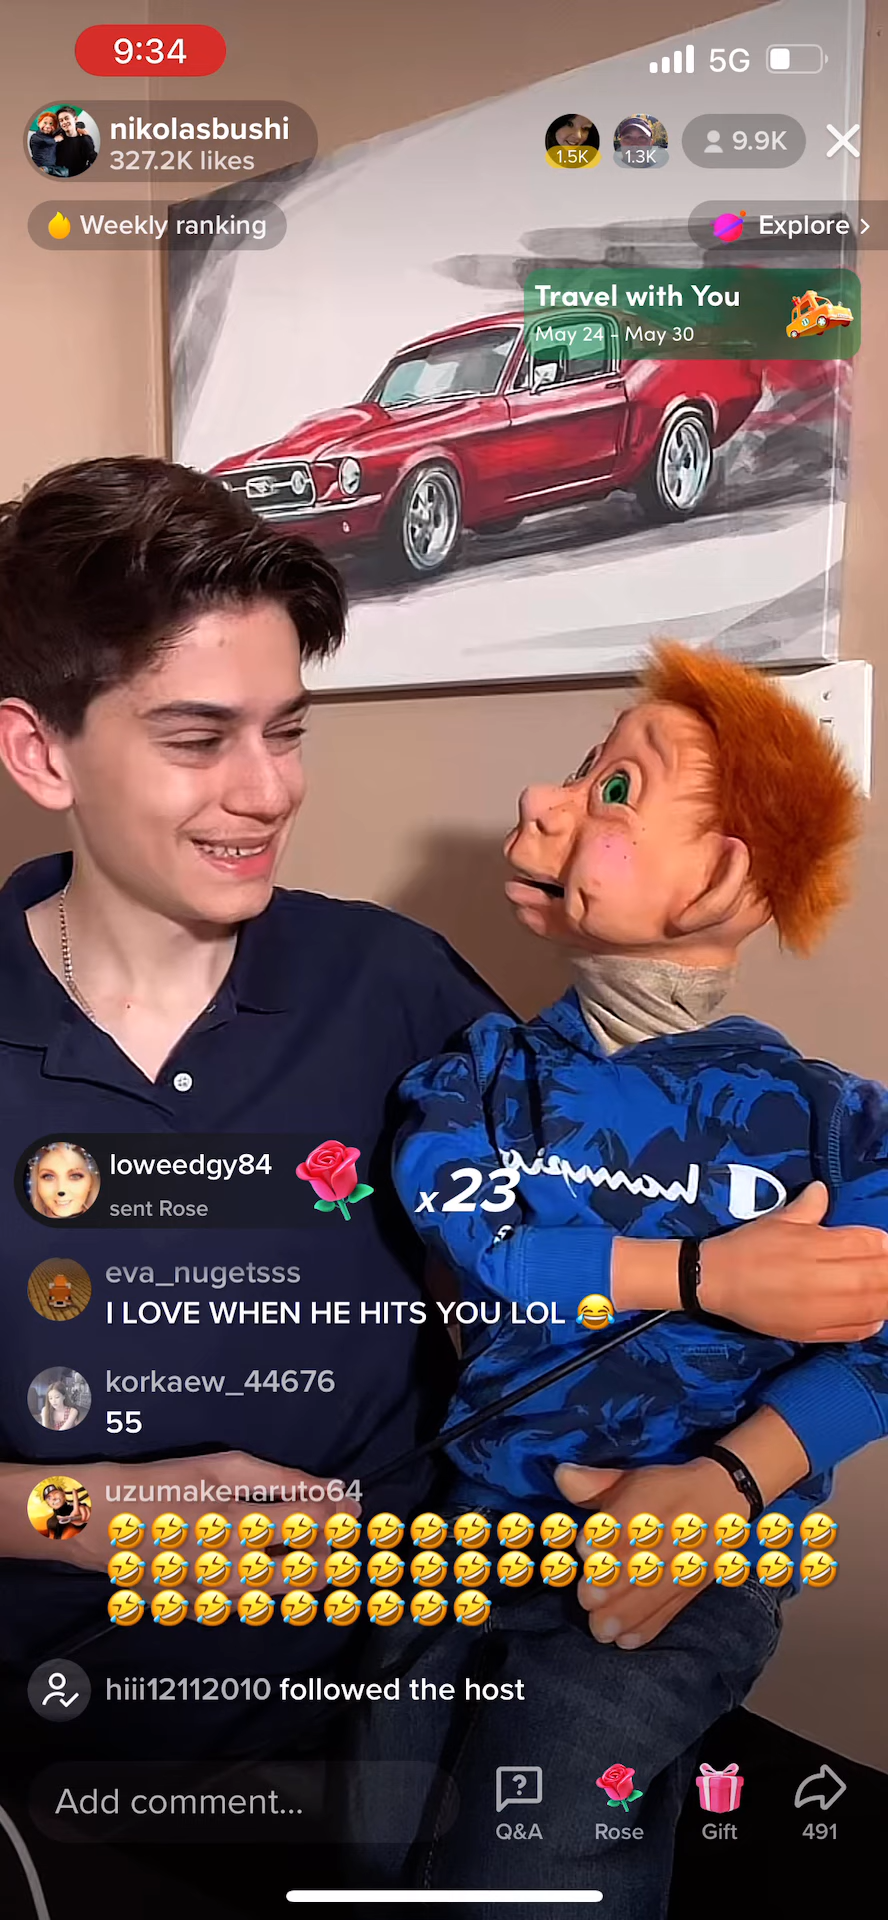 9:34
5G
nikolasbushi
327.2K likes
1.5K
1.3K
9.9K
Weekly ranking
Explore >
Travel with You
May 24 - May 30
loweedgy84
sent Rose
x23
Champion
eva_nugetsss
I LOVE WHEN HE HITS YOU LOL 😂
korkaew_44676
55
uzumakenaruto64
🤣🤣🤣🤣🤣🤣🤣🤣🤣🤣🤣🤣🤣🤣🤣🤣🤣
🤣🤣🤣🤣🤣🤣🤣🤣🤣🤣🤣🤣🤣🤣🤣🤣🤣
🤣🤣🤣🤣🤣🤣🤣🤣🤣
hiii12112010 followed the host
Add comment...
Q&A
Rose
Gift
491